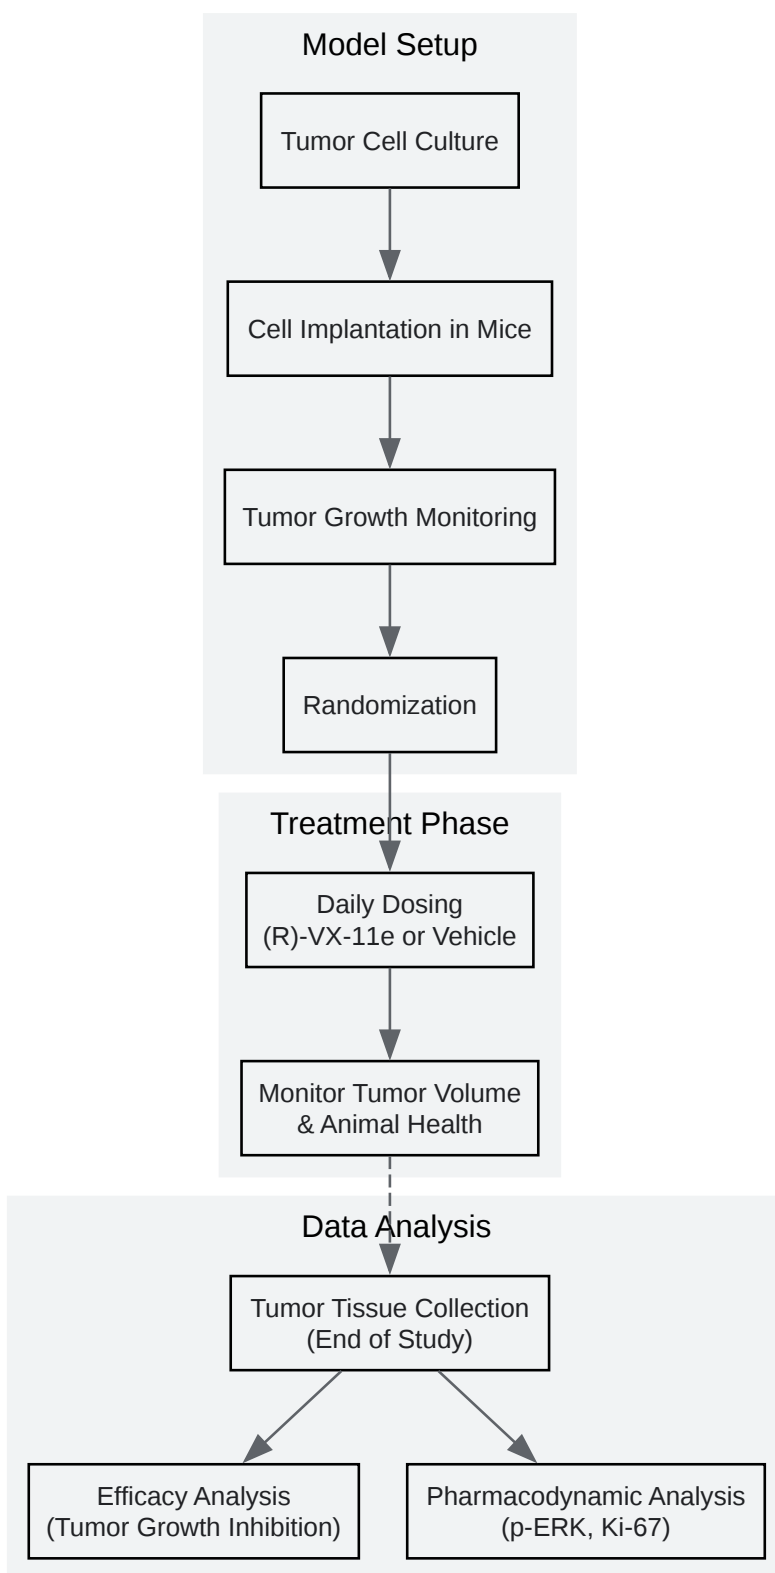 Model Setup
Tumor Cell Culture
Cell Implantation in Mice
Tumor Growth Monitoring
Randomization
Treatment Phase
Daily Dosing
(R)-VX-11e or Vehicle
Monitor Tumor Volume
& Animal Health
Data Analysis
Tumor Tissue Collection
(End of Study)
Efficacy Analysis
(Tumor Growth Inhibition)
Pharmacodynamic Analysis
(p-ERK, Ki-67)